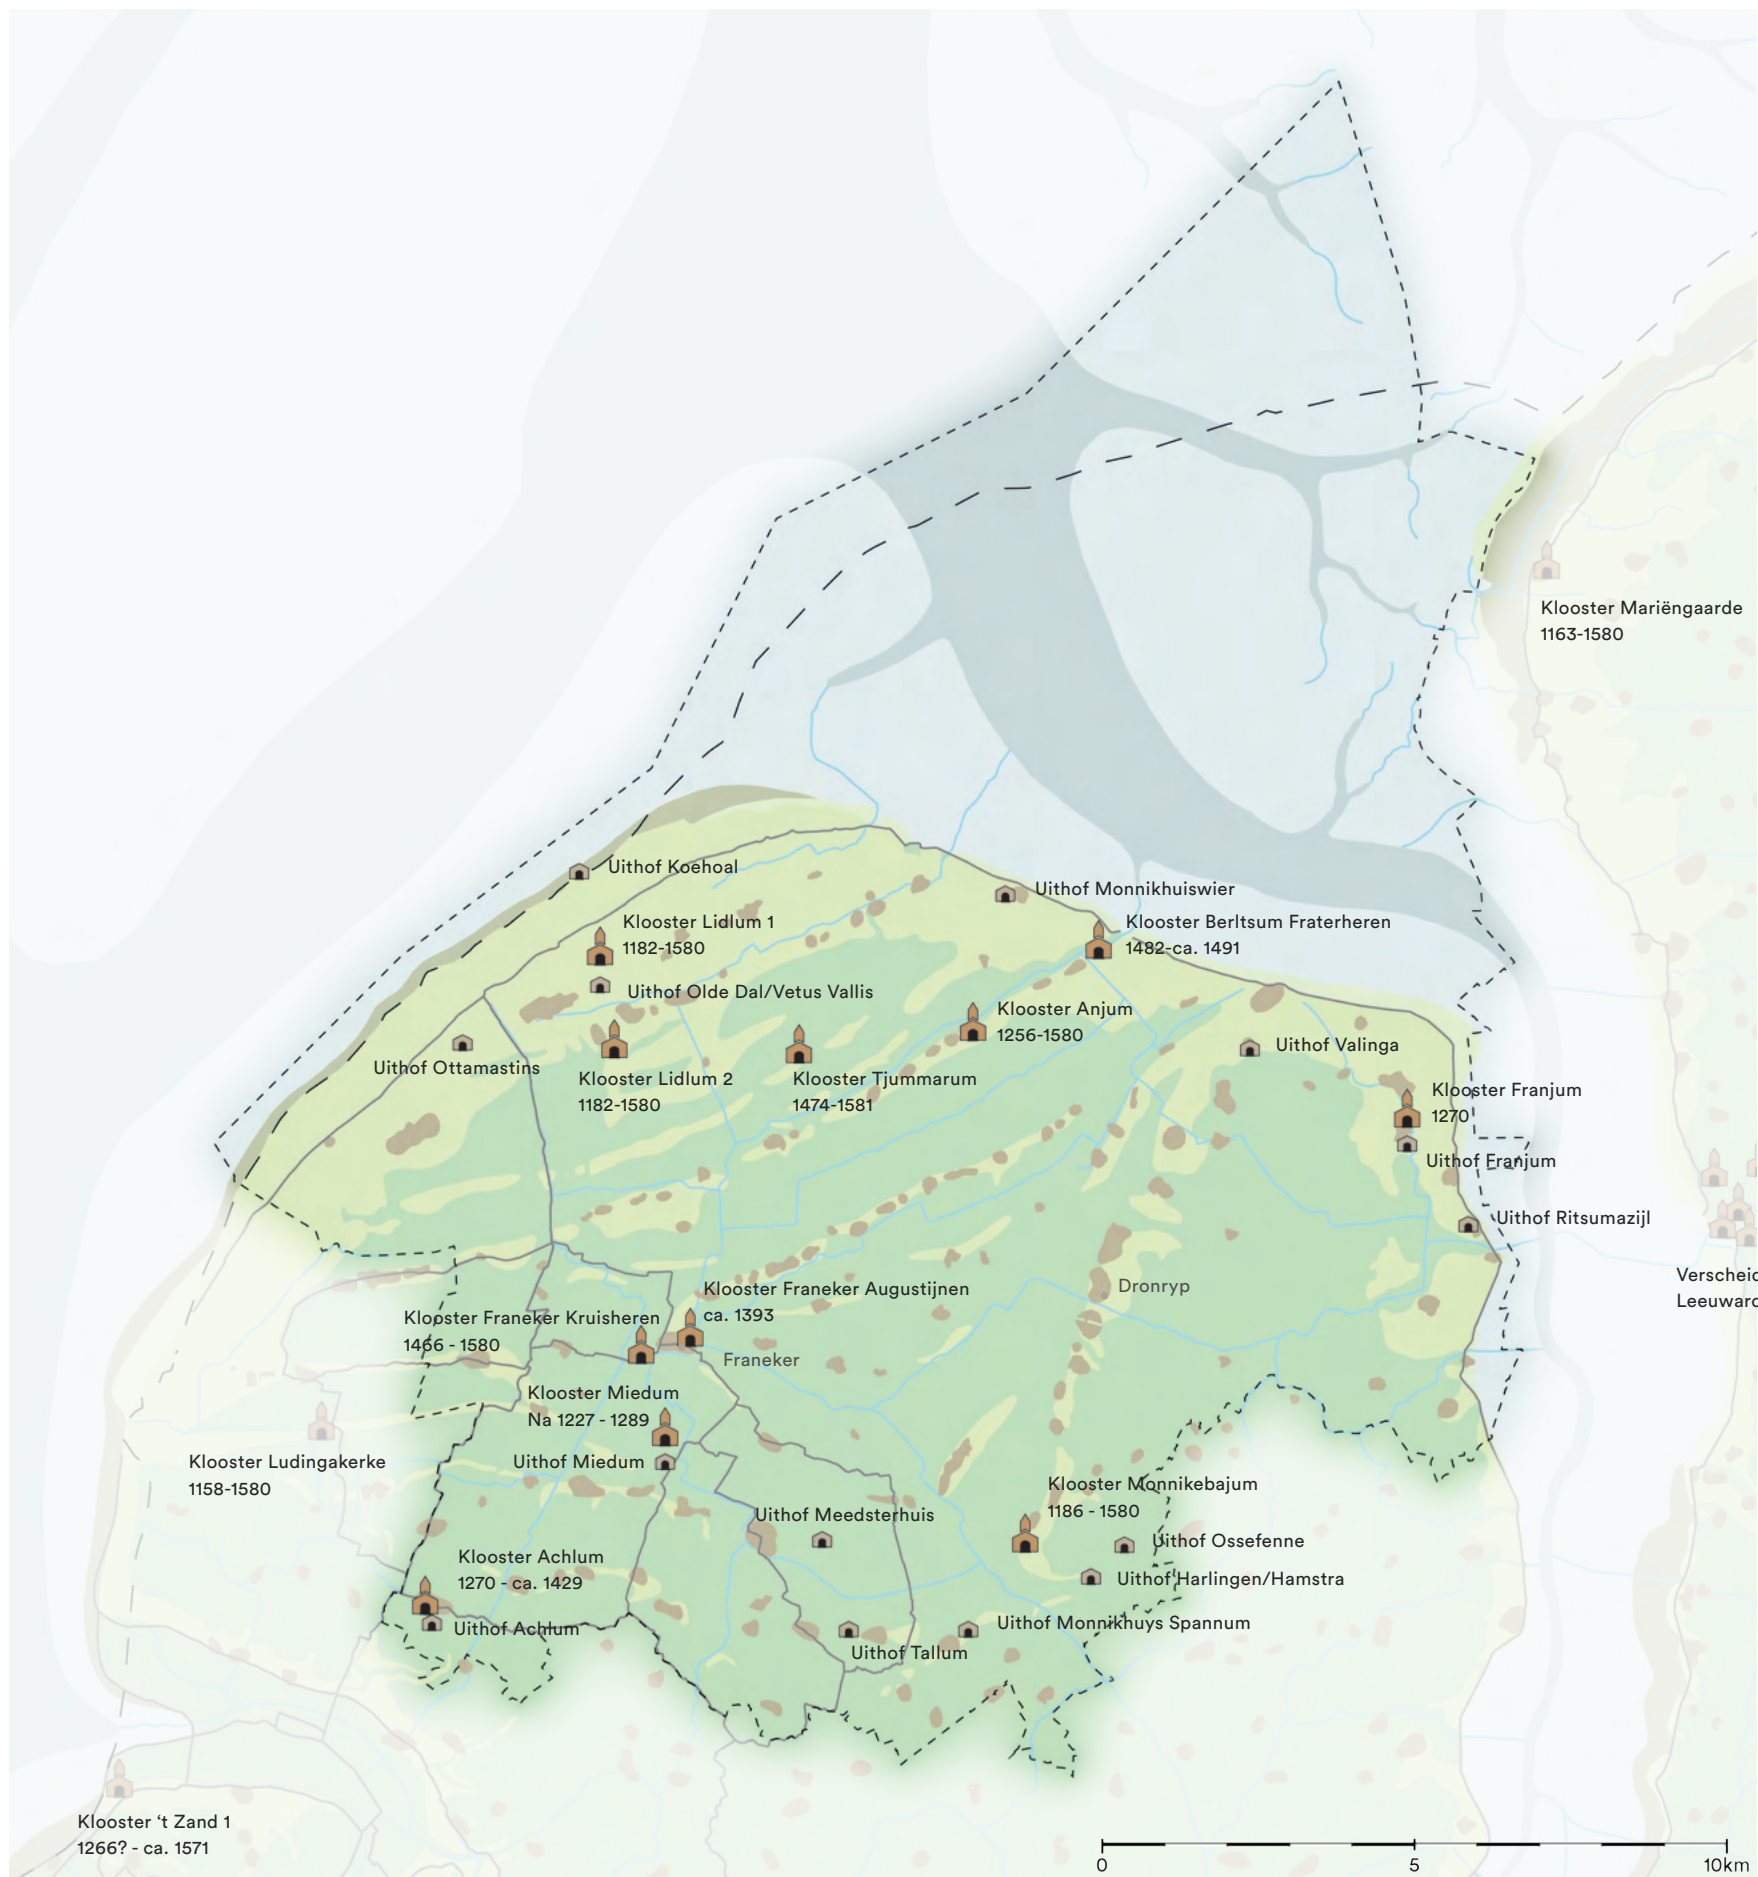 Klooster Mariëngaarde
1163-1580
Uithof Koehoal
Uithof Monnikhuiswier
Klooster Lidlum 1
1182-1580
Klooster Berltsum Fraterheren
1482-ca. 1491
Uithof Olde Dal/Vetus Vallis
Klooster Anjum
1256-1580
Uithof Valinga
Uithof Ottamastins
Klooster Lidlum 2
1182-1580
Klooster Tjummarum
1474-1581
Klooster Franjum
1270
Uithof Franjum
Uithof Ritsumazijl
Verscheid
Leeuward
Dronryp
Klooster Franeker Augustijnen
ca. 1393
Klooster Franeker Kruisheren
1466 - 1580
Franeker
Klooster Miedum
Na 1227 - 1289
Uithof Miedum
Klooster Ludingakerke
1158-1580
Klooster Monnikebajum
1186 - 1580
Uithof Meedsterhuis
Uithof Ossefenne
Klooster Achlum
1270 - ca. 1429
Uithof Harlingen/Hamstra
Uithof Achlum
Uithof Monnikhuys Spannum
Uithof Tallum
Klooster ‘t Zand 1
1266? - ca. 1571
0 5 10km